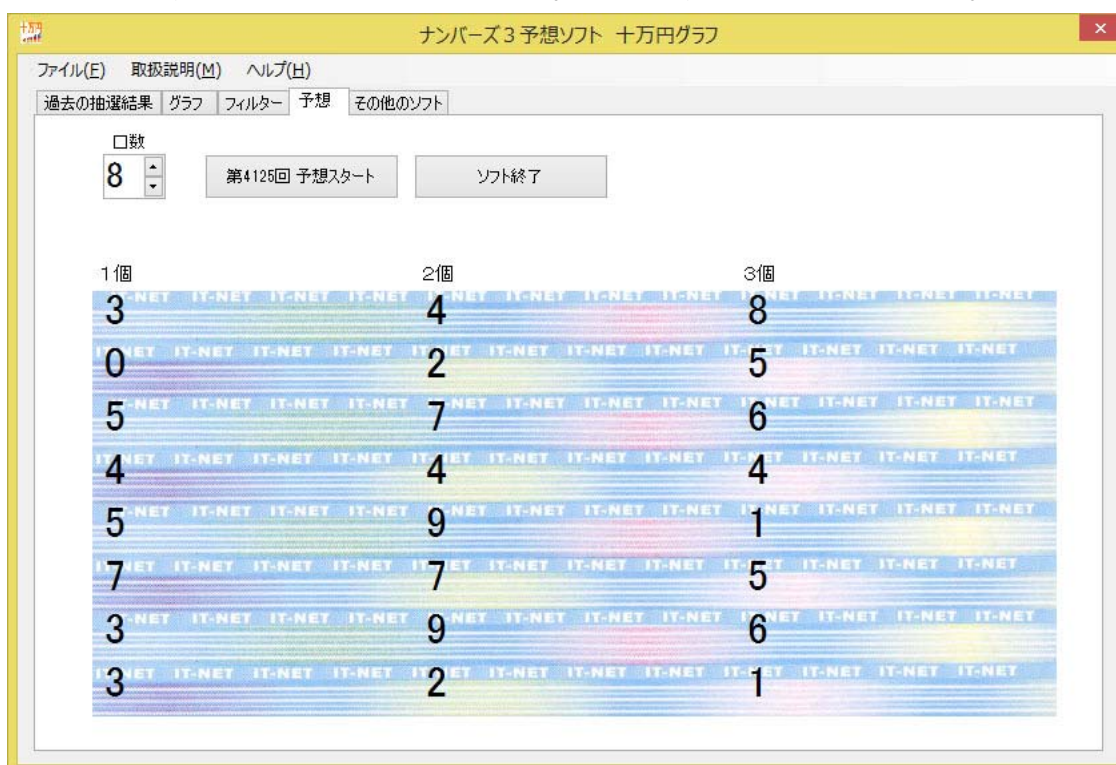 ナンバーズ３予想ソフト 十万円グラフ
ファイル(F) 取扱説明(M) ヘルプ(H)
過去の抽選結果 グラフ フィルター 予想 その他のソフト
口数
8 第4125回 予想スタート ソフト終了
１個 ２個 ３個
3 4 8
0 2 5
5 7 6
4 4 4
5 9 1
7 7 5
3 9 6
3 2 1